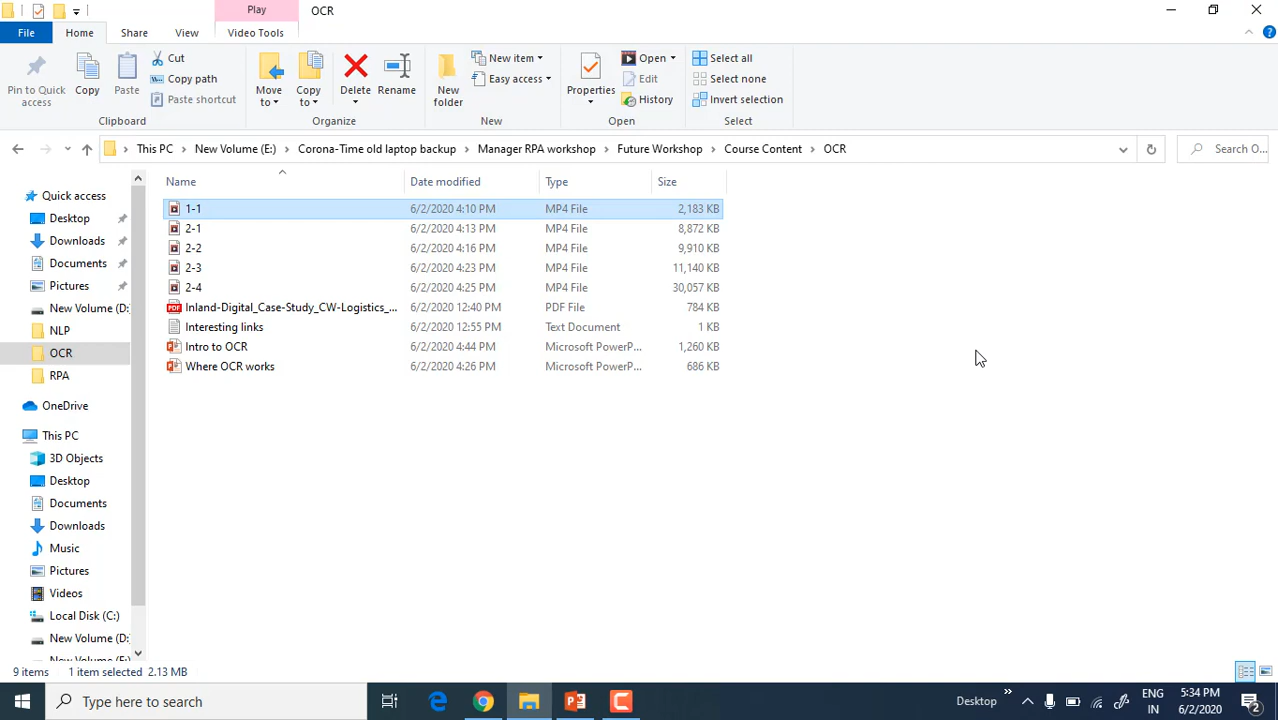 Play
OCR
File
Home
Share
View
Video Tools
Pin to Quick access
Copy
Paste
Cut
Copy path
Paste shortcut
Clipboard
Move to
Copy to
Delete
Rename
Organize
New folder
New item
Easy access
New
Properties
Open
Edit
History
Open
Select all
Select none
Invert selection
Select
This PC
New Volume (E:)
Corona-Time old laptop backup
Manager RPA workshop
Future Workshop
Course Content
OCR
Search O...
Name Date modified Type Size
1-1 6/2/2020 4:10 PM MP4 File 2,183 KB
2-1 6/2/2020 4:13 PM MP4 File 8,872 KB
2-2 6/2/2020 4:16 PM MP4 File 9,910 KB
2-3 6/2/2020 4:23 PM MP4 File 11,140 KB
2-4 6/2/2020 4:25 PM MP4 File 30,057 KB
Inland-Digital_Case-Study_CW-Logistics_... 6/2/2020 12:40 PM PDF File 784 KB
Interesting links 6/2/2020 12:55 PM Text Document 1 KB
Intro to OCR 6/2/2020 4:44 PM Microsoft PowerP... 1,260 KB
Where OCR works 6/2/2020 4:26 PM Microsoft PowerP... 686 KB
Quick access
Desktop
Downloads
Documents
Pictures
New Volume (D:
NLP
OCR
RPA
OneDrive
This PC
3D Objects
Desktop
Documents
Downloads
Music
Pictures
Videos
Local Disk (C:)
New Volume (D:
New Volume (E:
9 items 1 item selected 2.13 MB
Type here to search
Desktop
ENG
IN
5:34 PM
6/2/2020
2